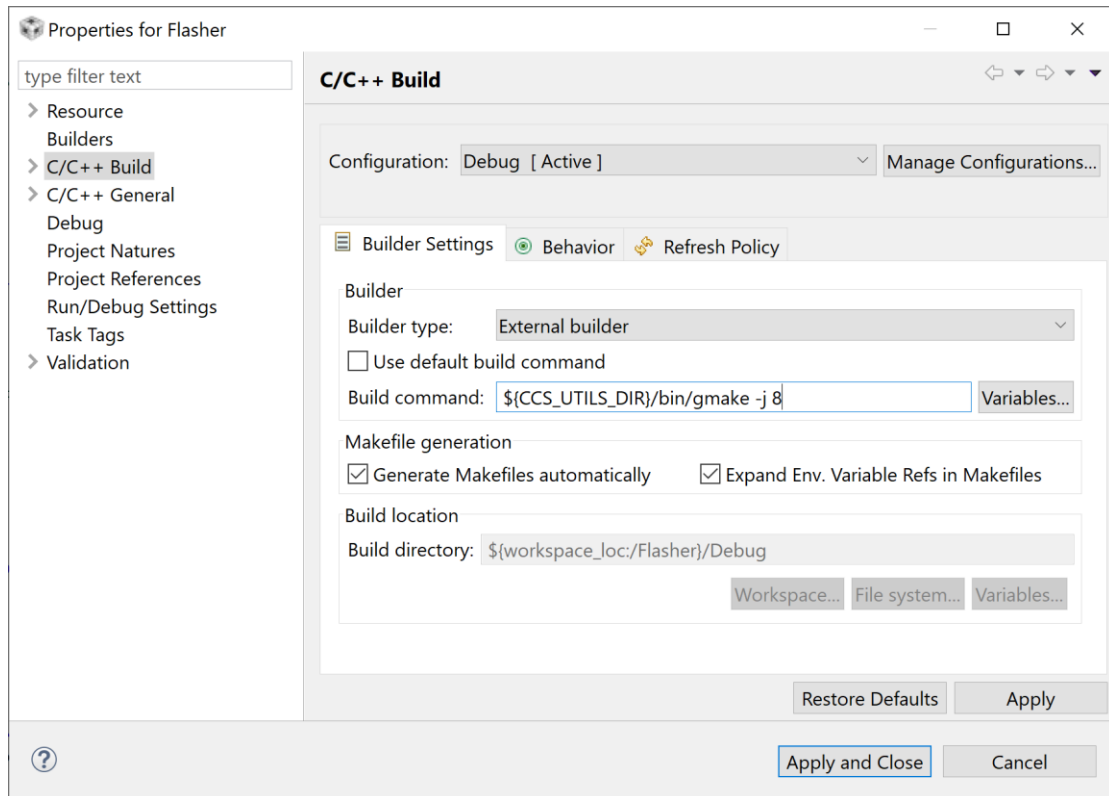 Properties for Flasher
type filter text
Resource
Builders
C/C++ Build
C/C++ General
Debug
Project Natures
Project References
Run/Debug Settings
Task Tags
Validation
C/C++ Build
Configuration: Debug [ Active ] Manage Configurations...
Builder Settings Behavior Refresh Policy
Builder
Builder type: External builder
Use default build command
Build command: ${CCS_UTILS_DIR}/bin/gmake -j 8 Variables...
Makefile generation
Generate Makefiles automatically Expand Env. Variable Refs in Makefiles
Build location
Build directory: ${workspace_loc:/Flasher}/Debug
Workspace... File system... Variables...
Restore Defaults Apply
? Apply and Close Cancel